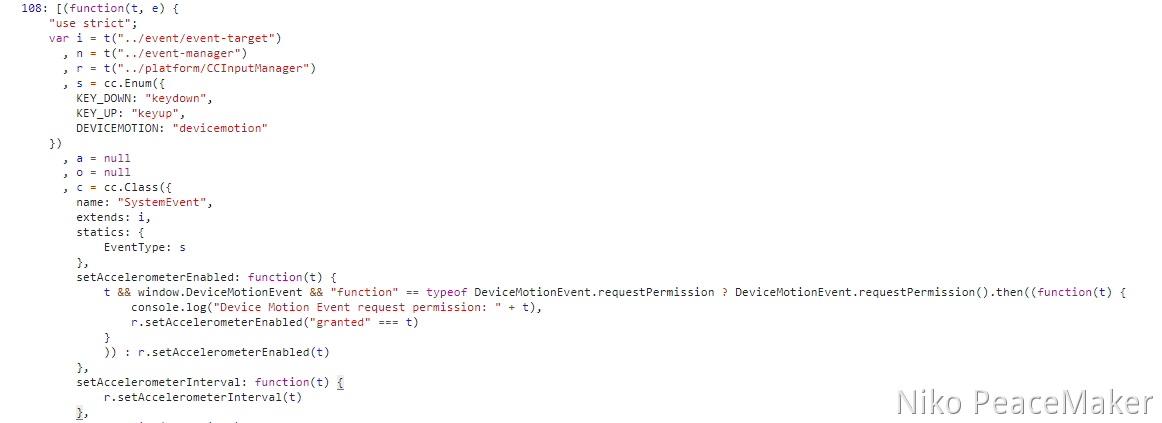 108: [(function(t, e) {
"use strict";
var i = t("../event/event-target")
, n = t("../event-manager")
, r = t("../platform/CCInputManager")
, s = cc.Enum({
KEY_DOWN: "keydown",
KEY_UP: "keyup",
DEVICEMOTION: "devicemotion"
})
, a = null
, o = null
, c = cc.Class({
name: "SystemEvent",
extends: i,
statics: {
EventType: s
},
setAccelerometerEnabled: function(t) {
t && window.DeviceMotionEvent && "function" == typeof DeviceMotionEvent.requestPermission ? DeviceMotionEvent.requestPermission().then((function(t) {
console.log("Device Motion Event request permission: " + t),
r.setAccelerometerEnabled("granted" === t)
}
)) : r.setAccelerometerEnabled(t)
},
setAccelerometerInterval: function(t) {
r.setAccelerometerInterval(t)
},
Niko PeaceMaker